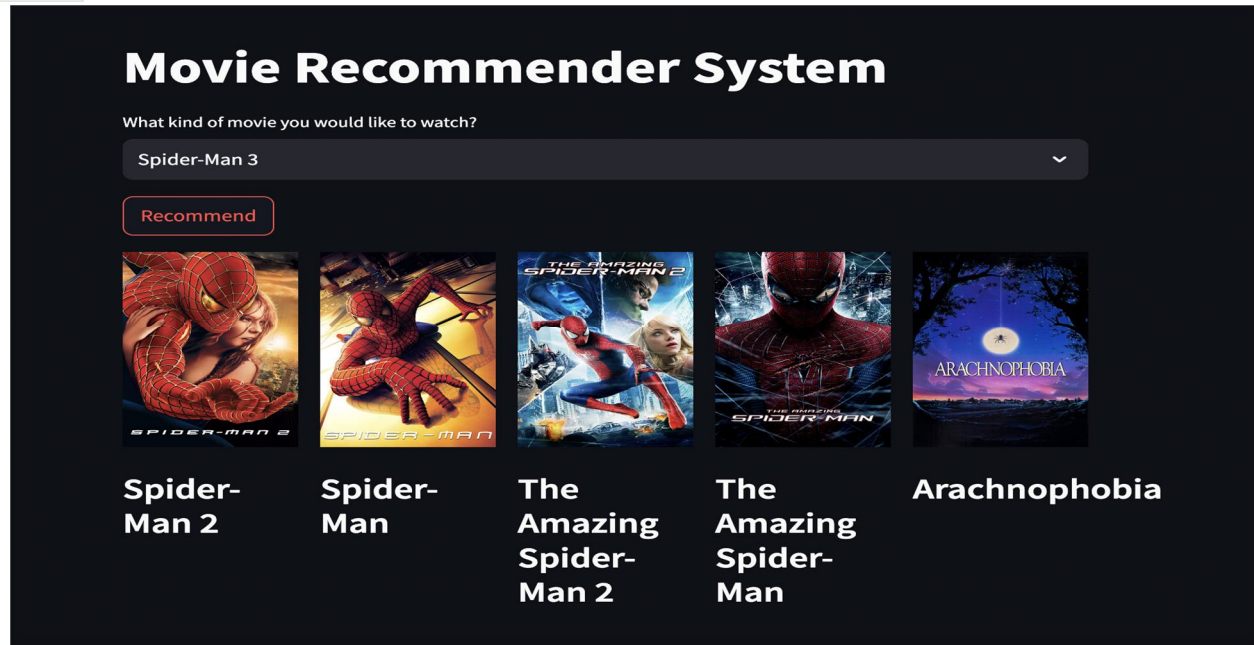 Movie Recommender System
What kind of movie you would like to watch?
Spider-Man 3
Recommend
SPIDER-MAN 2
SPIDER-MAN
THE AMAZING
SPIDER-MAN 2
THE AMAZING
SPIDER-MAN
ARACHNOPHOBIA
Spider-
Man 2
Spider-
Man
The
Amazing
Spider-
Man 2
The
Amazing
Spider-
Man
Arachnophobia